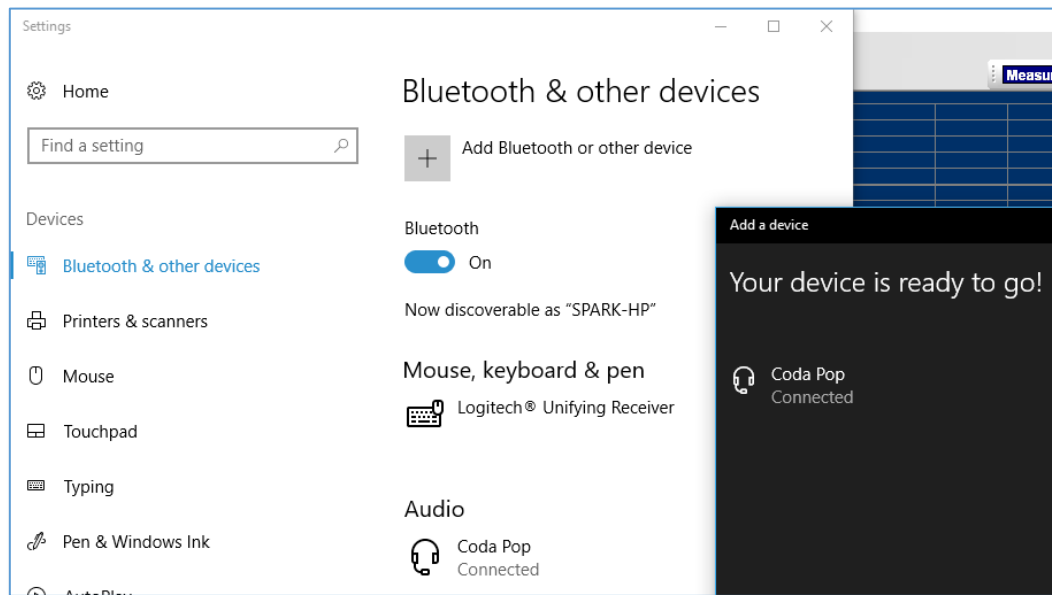 Settings
Home
Find a setting
Devices
Bluetooth & other devices
Printers & scanners
Mouse
Touchpad
Typing
Pen & Windows Ink
AutoPlay
Bluetooth & other devices
Add Bluetooth or other device
Bluetooth
On
Now discoverable as “SPARK-HP”
Mouse, keyboard & pen
Logitech® Unifying Receiver
Audio
Coda Pop
Connected
Measu
Add a device
Your device is ready to go!
Coda Pop
Connected